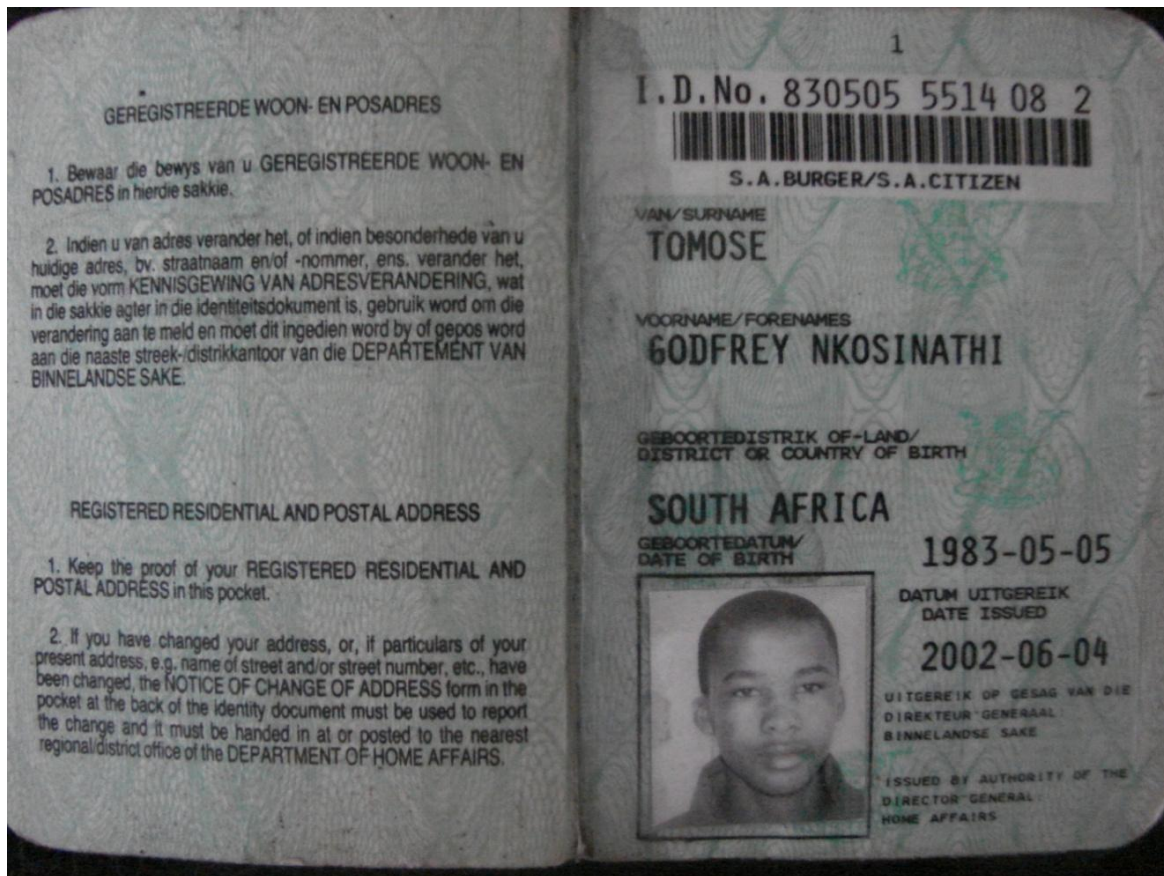 GEREGISTREERDE WOON- EN POSADRES
1. Bewaar die bewys van u GEREGISTREERDE WOON- EN
POSADRES in hierdie sakkie.
2. Indien u van adres verander het, of indien besonderhede van u
huidige adres, bv. straatnaam en/of -nommer, ens. verander het,
moet die vorm KENNISGEWING VAN ADRESVERANDERING, wat
in die sakkie agter in die identiteitsdokument is, gebruik word om die
verandering aan te meld en moet dit ingedien word by of gepos word
aan die naaste streek-/distrikkantoor van die DEPARTEMENT VAN
BINNELANDSE SAKE.
REGISTERED RESIDENTIAL AND POSTAL ADDRESS
1. Keep the proof of your REGISTERED RESIDENTIAL AND
POSTAL ADDRESS in this pocket.
2. If you have changed your address, or, if particulars of your
present address, e.g. name of street and/or street number, etc., have
been changed, the NOTICE OF CHANGE OF ADDRESS form in the
pocket at the back of the identity document must be used to report
the change and it must be handed in at or posted to the nearest
regional/district office of the DEPARTMENT OF HOME AFFAIRS.
1
I.D.No. 830505 5514 08 2
S.A.BURGER/S.A.CITIZEN
VAN/SURNAME
TOMOSE
VOORNAME/FORENAMES
GODFREY NKOSINATHI
GEBOORTEDISTRIK OF-LAND/
DISTRICT OR COUNTRY OF BIRTH
SOUTH AFRICA
GEBOORTEDATUM/
DATE OF BIRTH
1983-05-05
DATUM UITGEREIK
DATE ISSUED
2002-06-04
UITGEREIK OP GESAG VAN DIE
DIREKTEUR-GENERAAL:
BINNELANDSE SAKE
ISSUED BY AUTHORITY OF THE
DIRECTOR-GENERAL:
HOME AFFAIRS